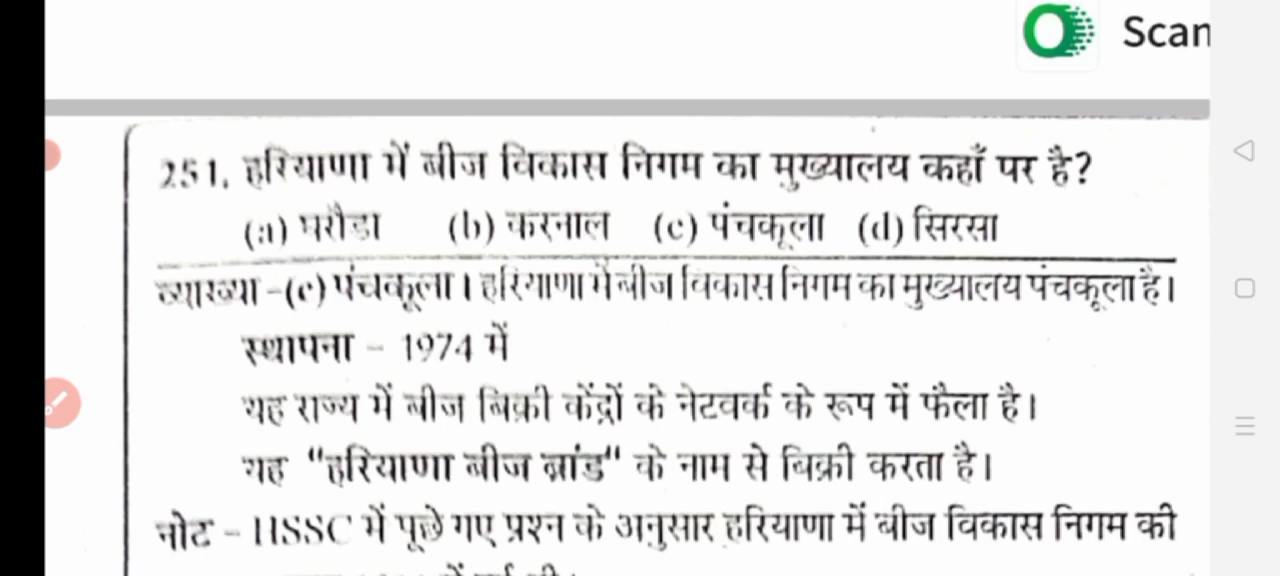 Scan
251. हरियाणा में बीज विकास निगम का मुख्यालय कहाँ पर है?
(a) घरौंडा (b) करनाल (c) पंचकूला (d) सिरसा
व्याख्या -(c) पंचकूला। हरियाणा में बीज विकास निगम का मुख्यालय पंचकूला है।
स्थापना - 1974 में
यह राज्य में बीज बिक्री केंद्रों के नेटवर्क के रूप में फैला है।
यह "हरियाणा बीज ब्रांड" के नाम से बिक्री करता है।
नोट - HSSC में पूछे गए प्रश्न के अनुसार हरियाणा में बीज विकास निगम की